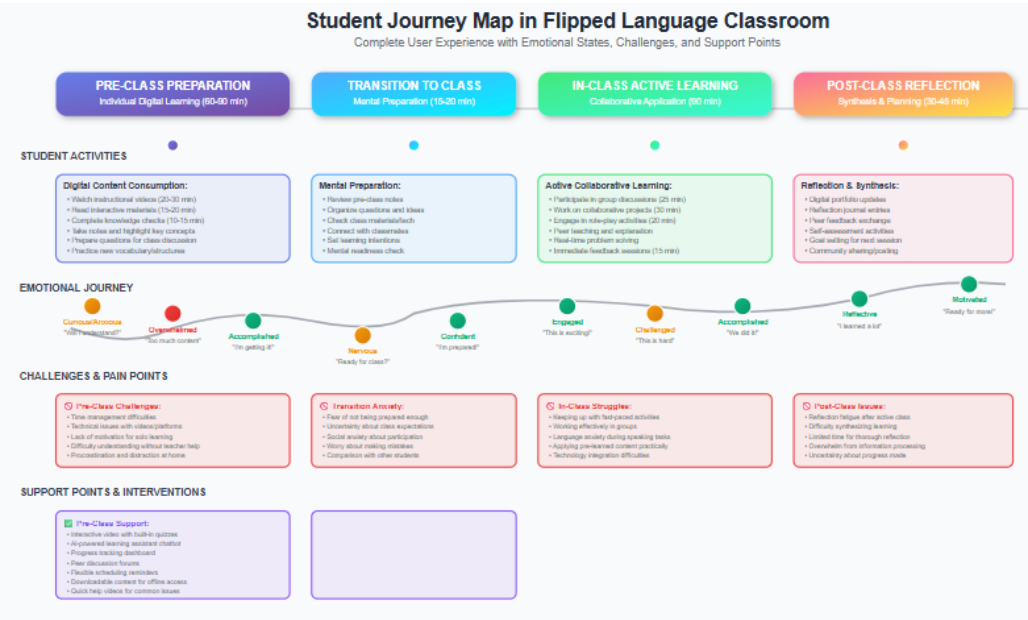 Student Journey Map in Flipped Language Classroom
Complete User Experience with Emotional States, Challenges, and Support Points
PRE-CLASS PREPARATION
Individual Digital Learning (60-90 min)
TRANSITION TO CLASS
Mental Preparation (15-20 min)
IN-CLASS ACTIVE LEARNING
Collaborative Application (90 min)
POST-CLASS REFLECTION
Synthesis & Planning (30-45 min)
STUDENT ACTIVITIES
Digital Content Consumption:
• Watch instructional videos (20-30 min)
• Read interactive materials (15-20 min)
• Complete knowledge checks (10-15 min)
• Take notes and highlight key concepts
• Prepare questions for class discussion
• Practice new vocabulary/structures
Mental Preparation:
• Review pre-class notes
• Organize questions and ideas
• Check class materials/tech
• Connect with classmates
• Set learning intentions
• Mental readiness check
Active Collaborative Learning:
• Participate in group discussions (25 min)
• Work on collaborative projects (30 min)
• Engage in role-play activities (20 min)
• Peer teaching and explanation
• Real-time problem solving
• Immediate feedback sessions (15 min)
Reflection & Synthesis:
• Digital portfolio updates
• Reflection journal entries
• Peer feedback exchange
• Self-assessment activities
• Goal setting for next session
• Community sharing/posting
EMOTIONAL JOURNEY
Curious/Anxious
"Will I understand?"
Overwhelmed
"Too much content"
Accomplished
"I'm getting it!"
Nervous
"Ready for class?"
Confident
"I'm prepared!"
Engaged
"This is exciting!"
Challenged
"This is hard"
Accomplished
"We did it!"
Reflective
"I learned a lot"
Motivated
"Ready for more!"
CHALLENGES & PAIN POINTS
Pre-Class Challenges:
• Time management difficulties
• Technical issues with videos/platforms
• Lack of motivation for solo learning
• Difficulty understanding without teacher help
• Procrastination and distraction at home
Transition Anxiety:
• Fear of not being prepared enough
• Uncertainty about class expectations
• Social anxiety about participation
• Worry about making mistakes
• Comparison with other students
In-Class Struggles:
• Keeping up with fast-paced activities
• Working effectively in groups
• Language anxiety during speaking tasks
• Applying pre-learned content practically
• Technology integration difficulties
Post-Class Issues:
• Reflection fatigue after active class
• Difficulty synthesizing learning
• Limited time for thorough reflection
• Overwhelm from information processing
• Uncertainty about progress made
SUPPORT POINTS & INTERVENTIONS
Pre-Class Support:
• Interactive video with built-in quizzes
• AI-powered learning assistant chatbot
• Progress tracking dashboard
• Peer discussion forums
• Flexible scheduling reminders
• Downloadable content for offline access
• Quick help videos for common issues